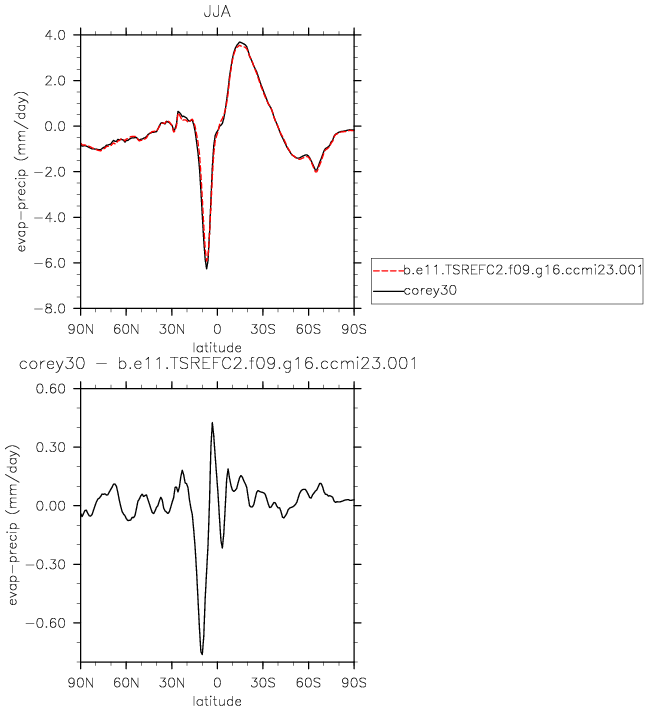 JJA
4.0
2.0
0.0
-2.0
-4.0
-6.0
-8.0
evap-precip (mm/day)
90N 60N 30N 0 30S 60S 90S
latitude
b.e11.TSREFC2.f09.g16.ccmi23.001
corey30
corey30 - b.e11.TSREFC2.f09.g16.ccmi23.001
0.60
0.30
0.00
-0.30
-0.60
evap-precip (mm/day)
90N 60N 30N 0 30S 60S 90S
latitude